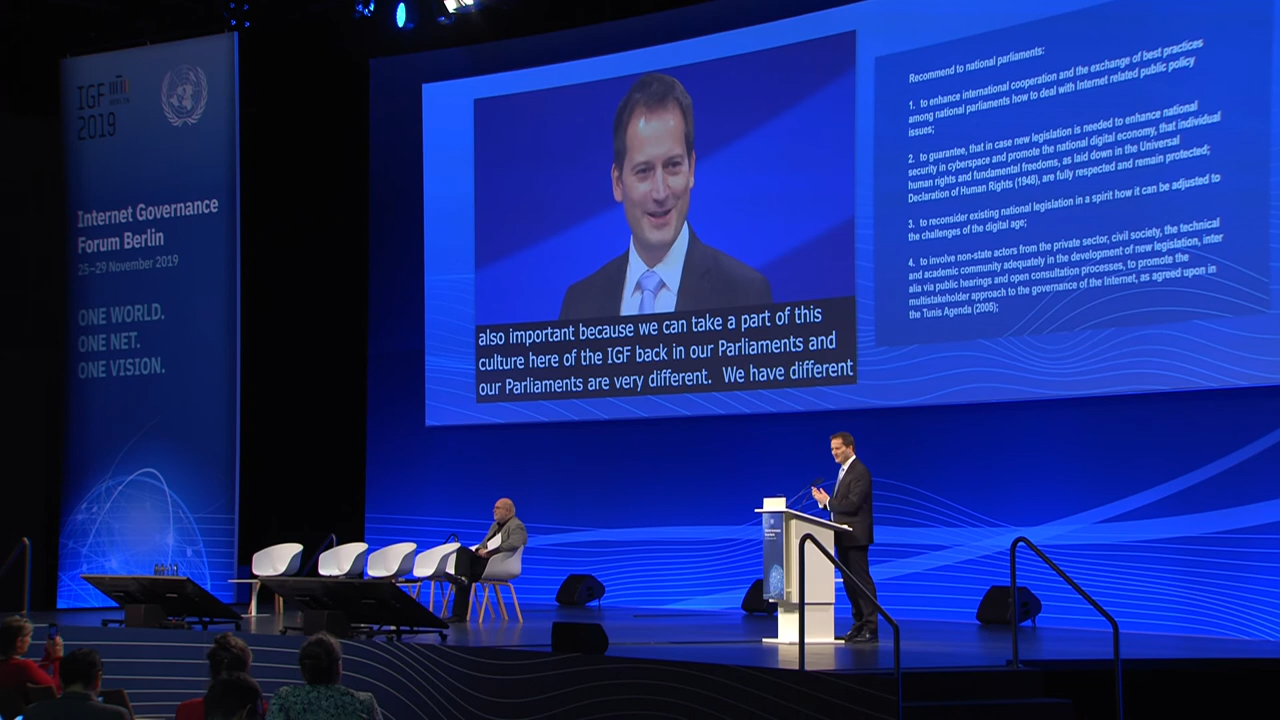 IGF
2019
Internet Governance
Forum Berlin
25–29 November 2019
ONE WORLD.
ONE NET.
ONE VISION.
also important because we can take a part of this
culture here of the IGF back in our Parliaments and
our Parliaments are very different. We have different
Recommend to national parliaments:
1. to enhance international cooperation and the exchange of best practices
among national parliaments how to deal with Internet related public policy
issues;
2. to guarantee, that in case new legislation is needed to enhance national
security in cyberspace and promote the national digital economy, that individual
human rights and fundamental freedoms, as laid down in the Universal
Declaration of Human Rights (1948), are fully respected and remain protected;
3. to reconsider existing national legislation in a spirit how it can be adjusted to
the challenges of the digital age;
4. to involve non-state actors from the private sector, civil society, the technical
and academic community adequately in the development of new legislation, inter
alia via public hearings and open consultation processes, to promote the
multistakeholder approach to the governance of the Internet, as agreed upon in
the Tunis Agenda (2005);